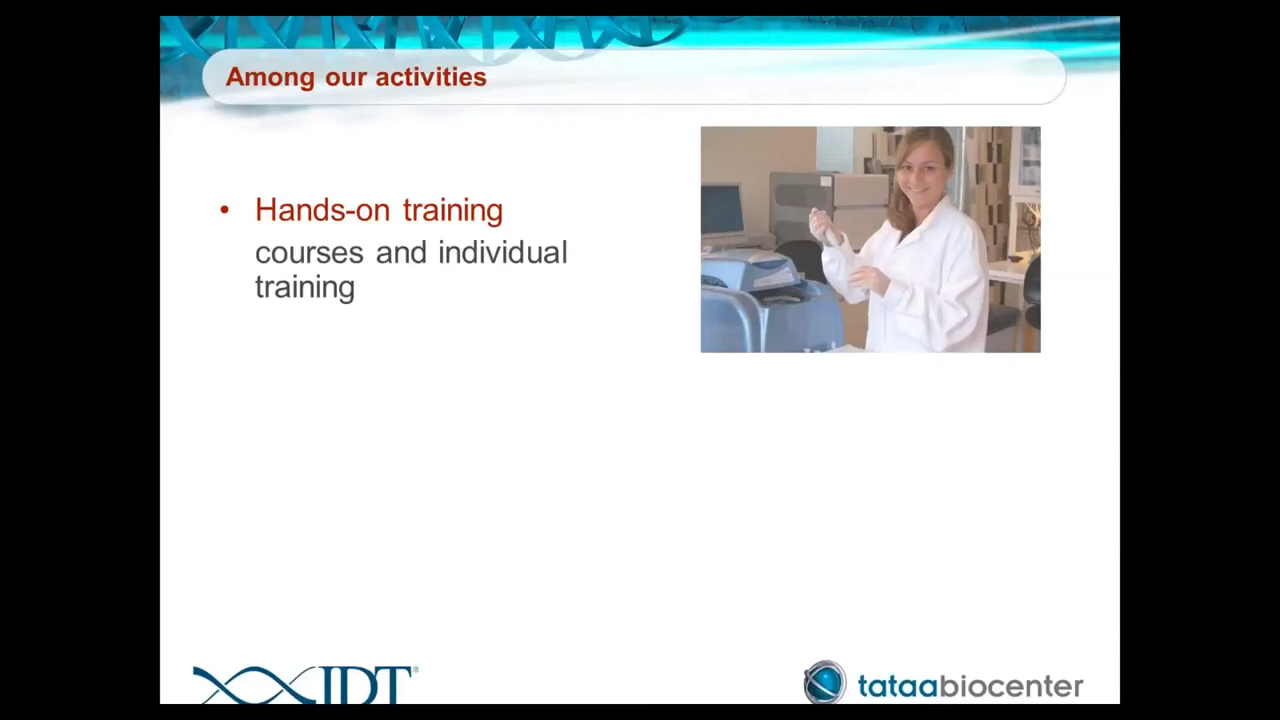 Among our activities
• Hands-on training
courses and individual
training
IDT®
tataabiocenter